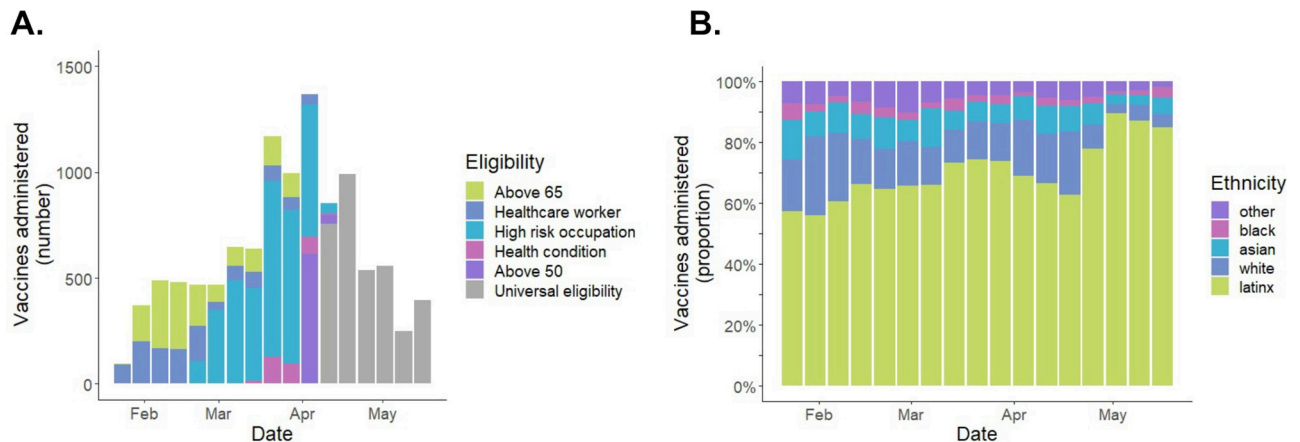 A.
Vaccines administered
(number)
1500
1000
500
0
Feb
Mar
Apr
May
Date
Eligibility
Above 65
Healthcare worker
High risk occupation
Health condition
Above 50
Universal eligibility
B.
Vaccines administered
(proportion)
100%
80%
60%
40%
20%
0%
Feb
Mar
Apr
May
Date
Ethnicity
other
black
asian
white
latinx